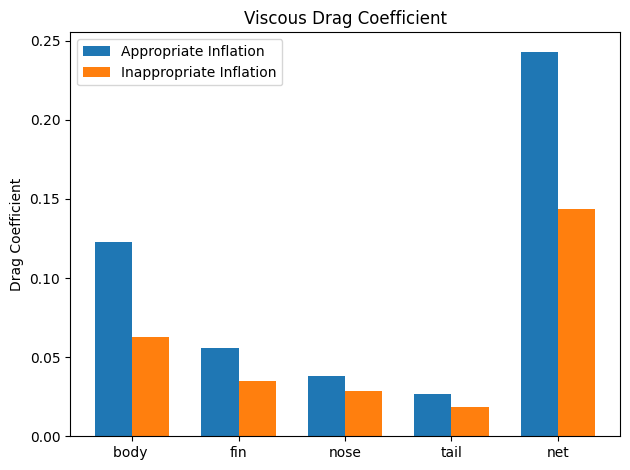 Viscous Drag Coefficient
Appropriate Inflation
Inappropriate Inflation
Drag Coefficient
0.25
0.20
0.15
0.10
0.05
0.00
body
fin
nose
tail
net